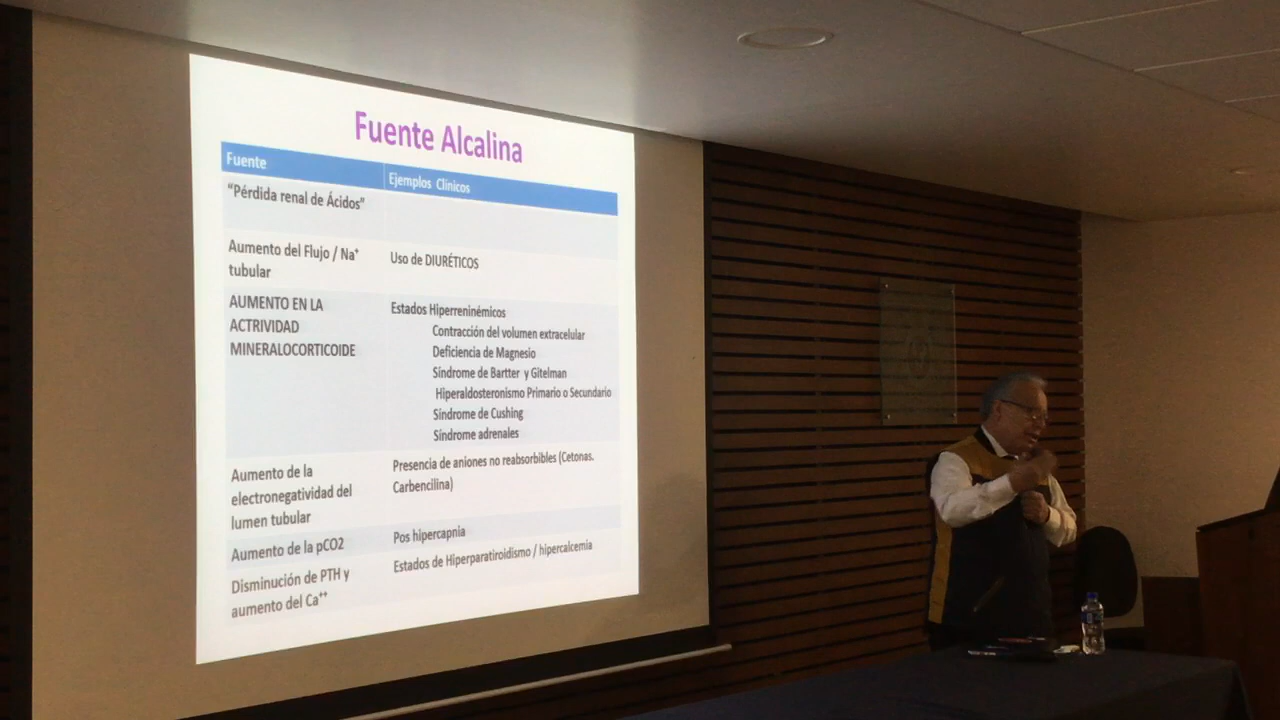 Fuente Alcalina
Fuente
Ejemplos Clínicos
“Pérdida renal de Ácidos”
Aumento del Flujo / Na⁺
tubular
Uso de DIURÉTICOS
AUMENTO EN LA
ACTRIVIDAD
MINERALOCORTICOIDE
Estados Hiperreninémicos
Contracción del volumen extracelular
Deficiencia de Magnesio
Síndrome de Bartter y Gitelman
Hiperaldosteronismo Primario o Secundario
Síndrome de Cushing
Síndrome adrenales
Aumento de la
electronegatividad del
lumen tubular
Presencia de aniones no reabsorbibles (Cetonas.
Carbencilina)
Aumento de la pCO2
Pos hipercapnia
Disminución de PTH y
aumento del Ca⁺⁺
Estados de Hiperparatiroidismo / hipercalcemia